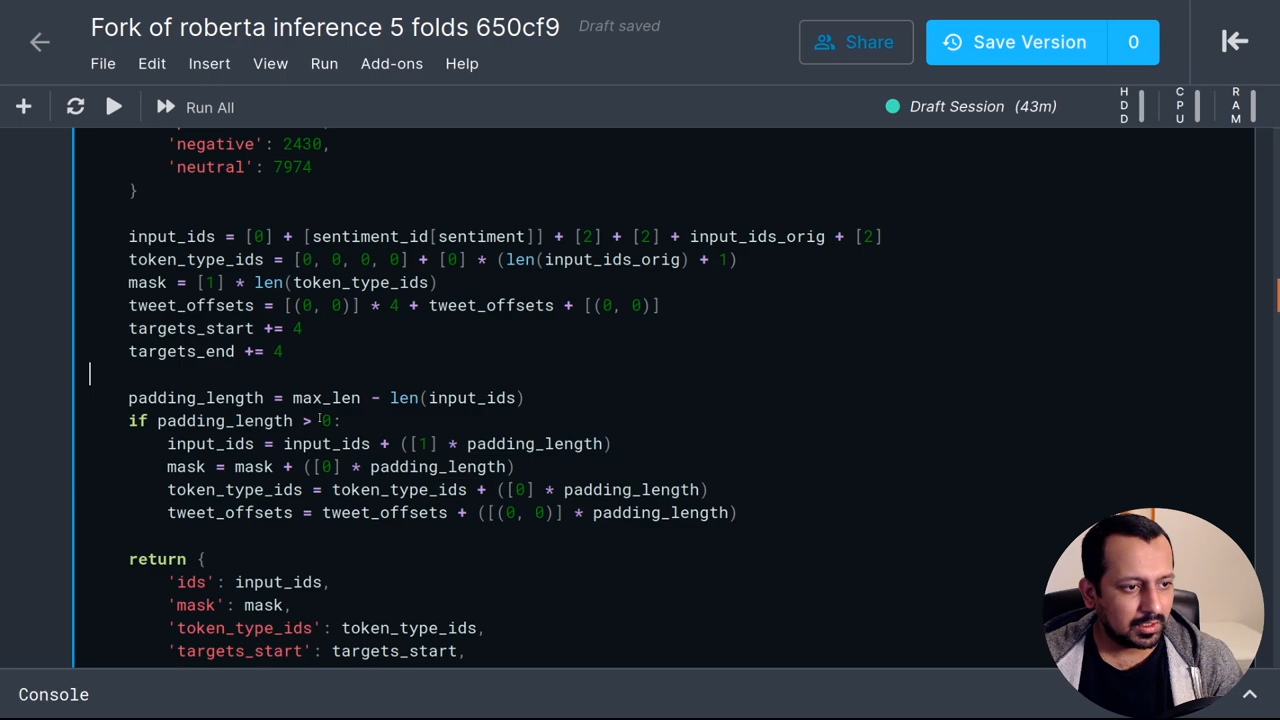 Fork of roberta inference 5 folds 650cf9 Draft saved
Share
Save Version 0
File Edit Insert View Run Add-ons Help
Run All
Draft Session (43m)
HDD
CPU
RAM
'negative': 2430,
'neutral': 7974
}
input_ids = [0] + [sentiment_id[sentiment]] + [2] + [2] + input_ids_orig + [2]
token_type_ids = [0, 0, 0, 0] + [0] * (len(input_ids_orig) + 1)
mask = [1] * len(token_type_ids)
tweet_offsets = [(0, 0)] * 4 + tweet_offsets + [(0, 0)]
targets_start += 4
targets_end += 4
padding_length = max_len - len(input_ids)
if padding_length > 0:
input_ids = input_ids + ([1] * padding_length)
mask = mask + ([0] * padding_length)
token_type_ids = token_type_ids + ([0] * padding_length)
tweet_offsets = tweet_offsets + ([(0, 0)] * padding_length)
return {
'ids': input_ids,
'mask': mask,
'token_type_ids': token_type_ids,
'targets_start': targets_start,
Console